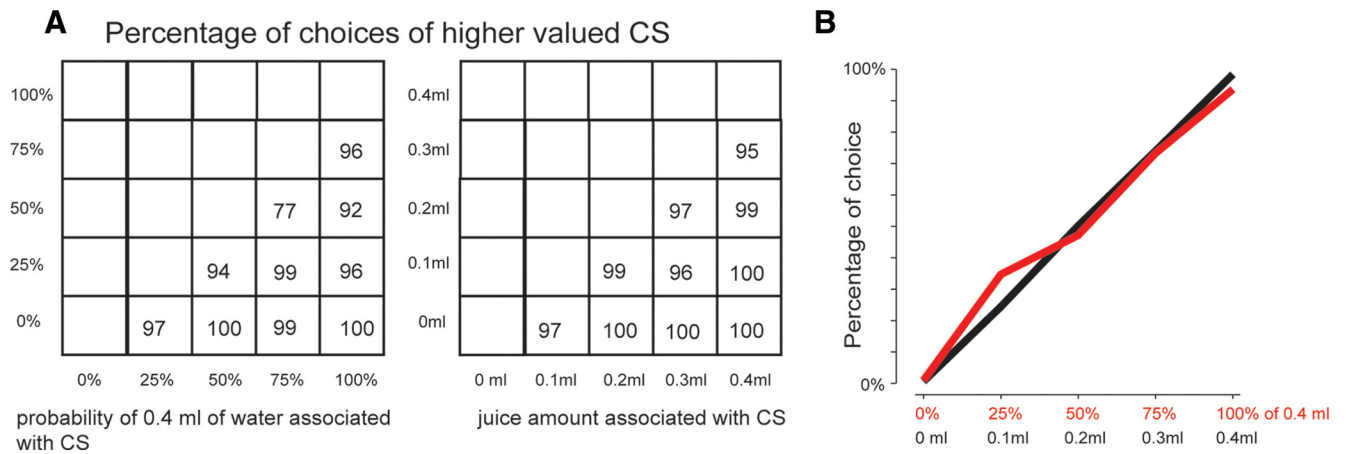 A
Percentage of choices of higher valued CS
100%
75% 96
50% 77 92
25% 94 99 96
0% 97 100 99 100
0% 25% 50% 75% 100%
probability of 0.4 ml of water associated
with CS
0.4ml
0.3ml 95
0.2ml 97 99
0.1ml 99 96 100
0ml 97 100 100 100
0 ml 0.1ml 0.2ml 0.3ml 0.4ml
juice amount associated with CS
B
Percentage of choice
100%
0%
0% 25% 50% 75% 100% of 0.4 ml
0 ml 0.1ml 0.2ml 0.3ml 0.4ml